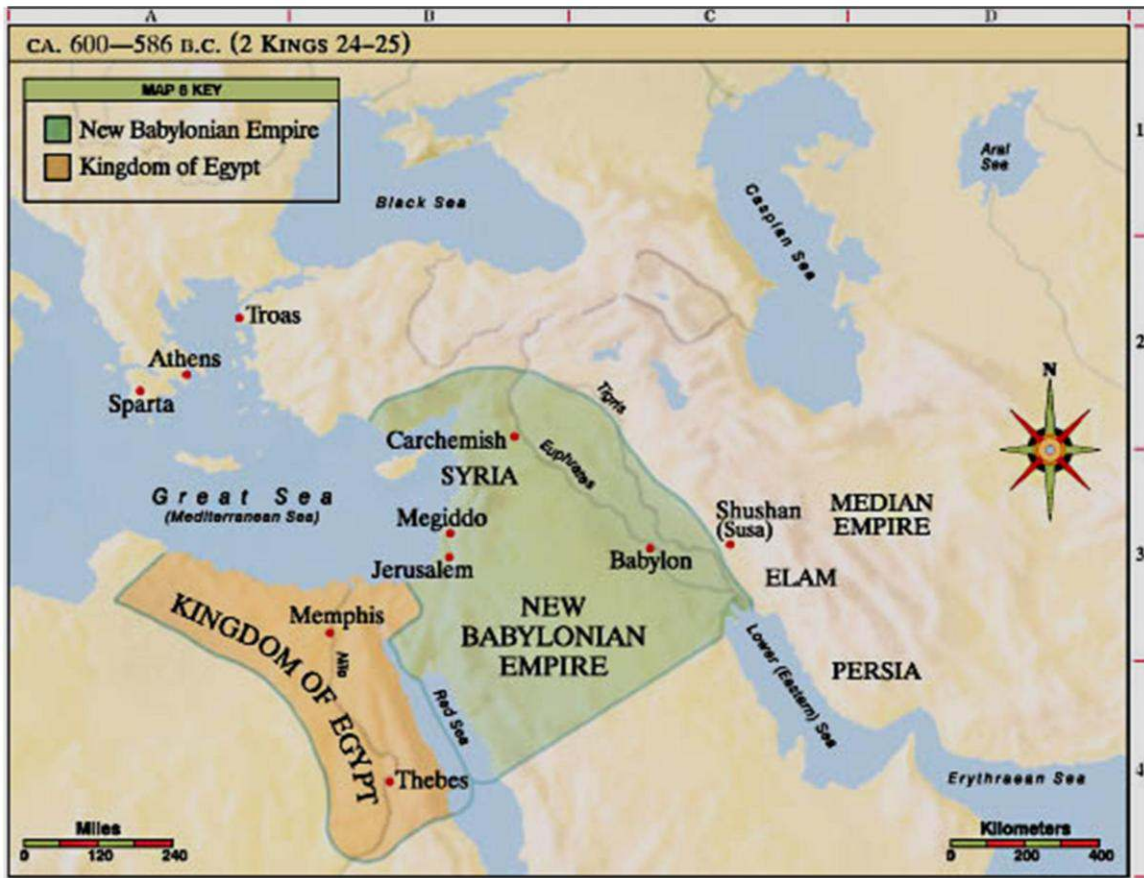 A B C D
CA. 600—586 B.C. (2 KINGS 24–25)
MAP 6 KEY
New Babylonian Empire
Kingdom of Egypt
1
Aral
Sea
Black Sea
Caspian Sea
Troas
2
Athens
Sparta
N
Tigris
Carchemish
Euphrates
SYRIA
Great Sea
(Mediterranean Sea)
Megiddo
Shushan
(Susa)
MEDIAN
EMPIRE
Jerusalem
Babylon
3
ELAM
KINGDOM OF EGYPT
Memphis
Nile
NEW
BABYLONIAN
EMPIRE
Lower (Eastern) Sea
PERSIA
Red Sea
Thebes
Erythraean Sea
4
Miles
0 120 240
Kilometers
0 200 400